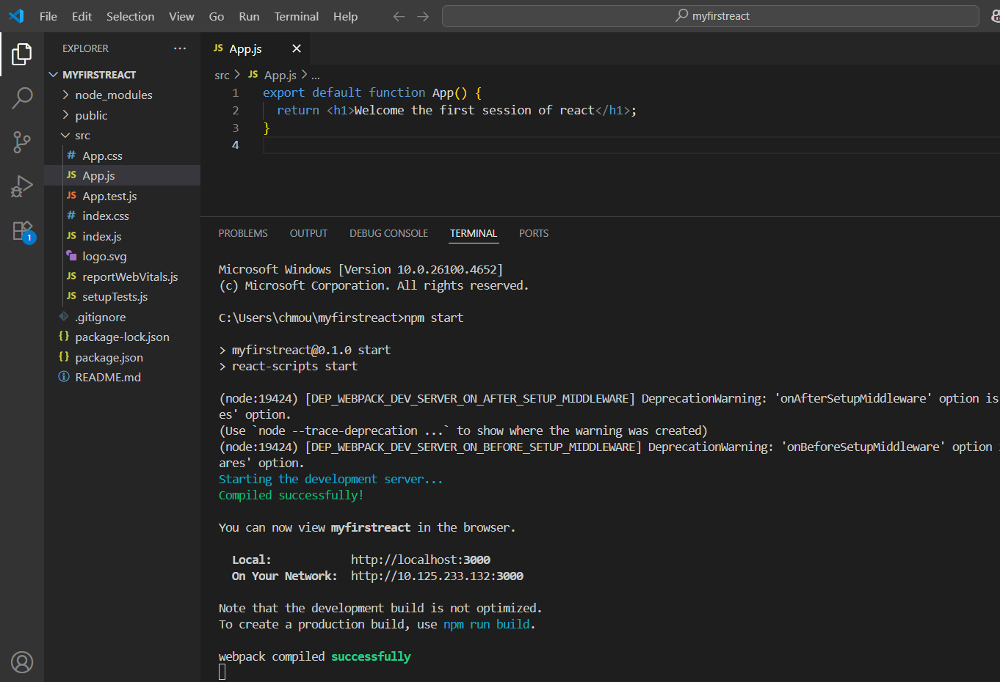 File Edit Selection View Go Run Terminal Help
myfirstreact
EXPLORER ...
MYFIRSTREACT
node_modules
public
src
# App.css
JS App.js
JS App.test.js
# index.css
JS index.js
logo.svg
JS reportWebVitals.js
JS setupTests.js
.gitignore
{} package-lock.json
{} package.json
README.md
1
JS App.js
src > JS App.js > ...
1 export default function App() {
2 return <h1>Welcome the first session of react</h1>;
3 }
4
PROBLEMS OUTPUT DEBUG CONSOLE TERMINAL PORTS
Microsoft Windows [Version 10.0.26100.4652]
(c) Microsoft Corporation. All rights reserved.
C:\Users\chmou\myfirstreact>npm start
> myfirstreact@0.1.0 start
> react-scripts start
(node:19424) [DEP_WEBPACK_DEV_SERVER_ON_AFTER_SETUP_MIDDLEWARE] DeprecationWarning: 'onAfterSetupMiddleware' option is
es' option.
(Use `node --trace-deprecation ...` to show where the warning was created)
(node:19424) [DEP_WEBPACK_DEV_SERVER_ON_BEFORE_SETUP_MIDDLEWARE] DeprecationWarning: 'onBeforeSetupMiddleware' option
ares' option.
Starting the development server...
Compiled successfully!
You can now view myfirstreact in the browser.
Local: http://localhost:3000
On Your Network: http://10.125.233.132:3000
Note that the development build is not optimized.
To create a production build, use npm run build.
webpack compiled successfully